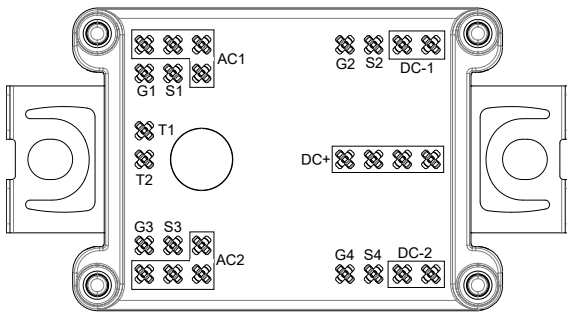 AC1
G2 S2 DC-1
G1 S1
T1
T2
DC+
G3 S3
AC2
G4 S4 DC-2